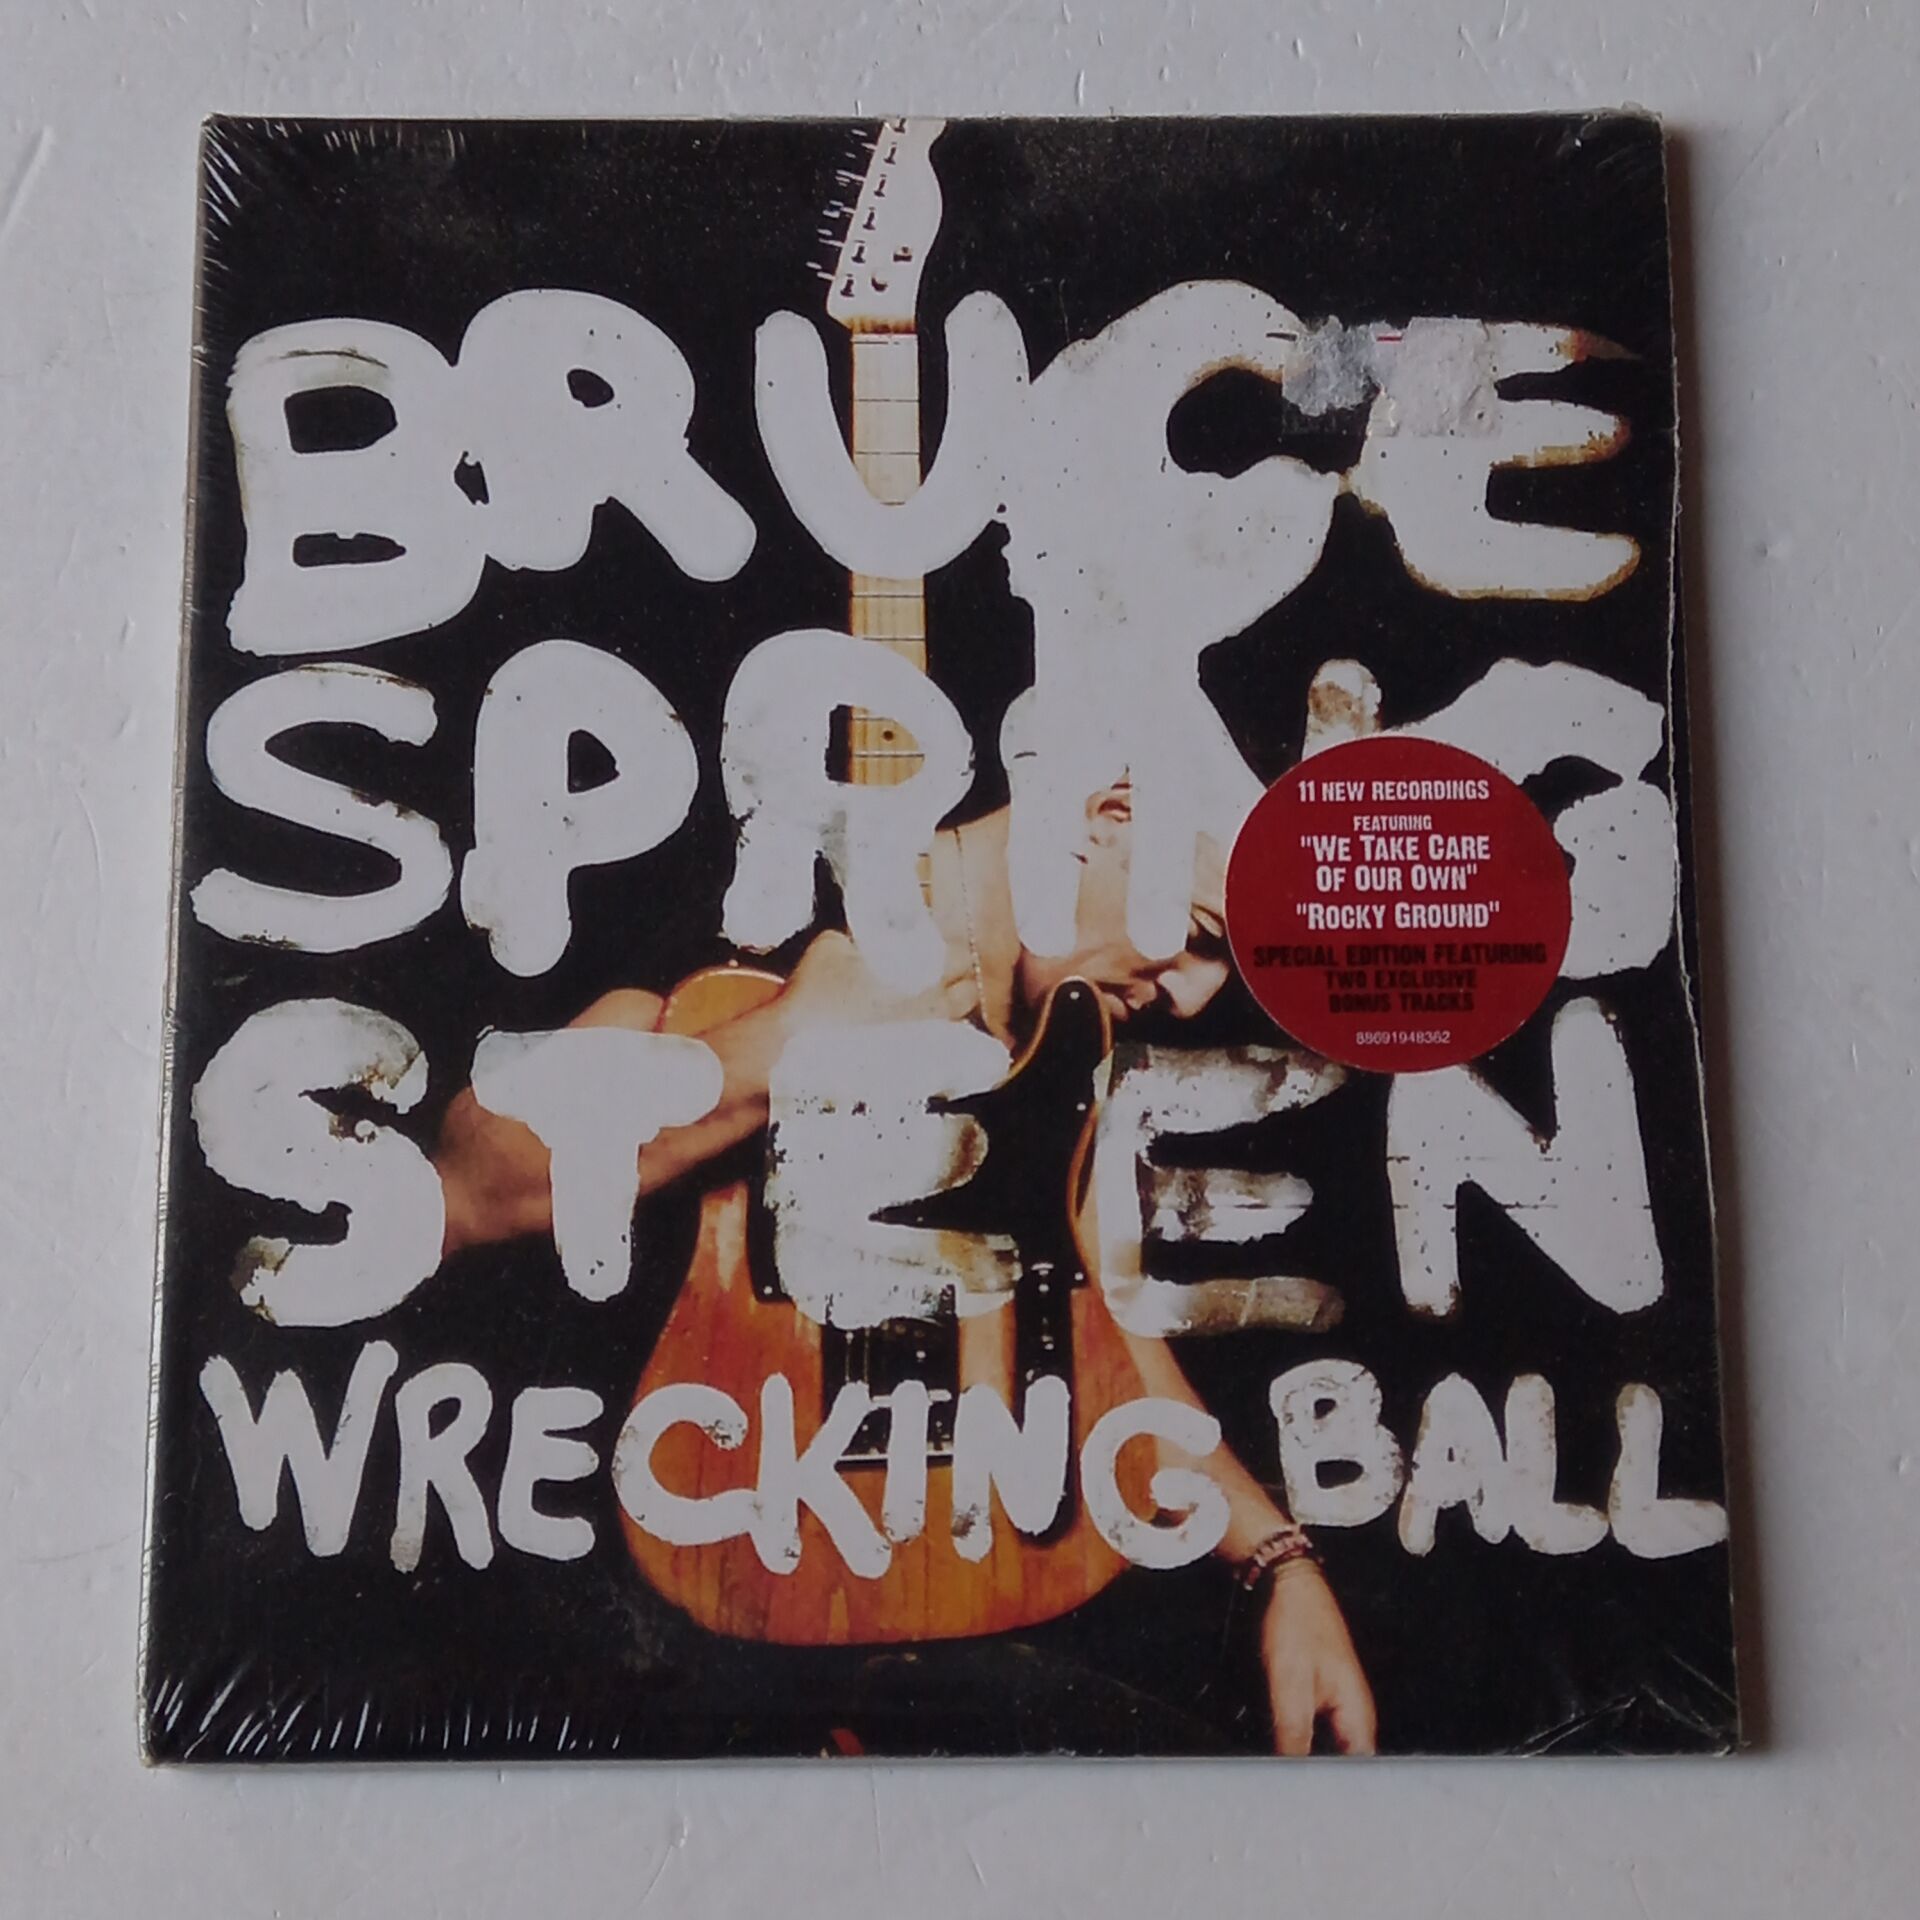 BRUCE
SPRING
STEEN
WRECKING BALL
11 NEW RECORDINGS
FEATURING
"WE TAKE CARE
OF OUR OWN"
"ROCKY GROUND"
SPECIAL EDITION FEATURING
TWO EXCLUSIVE
BONUS TRACKS
88691948362